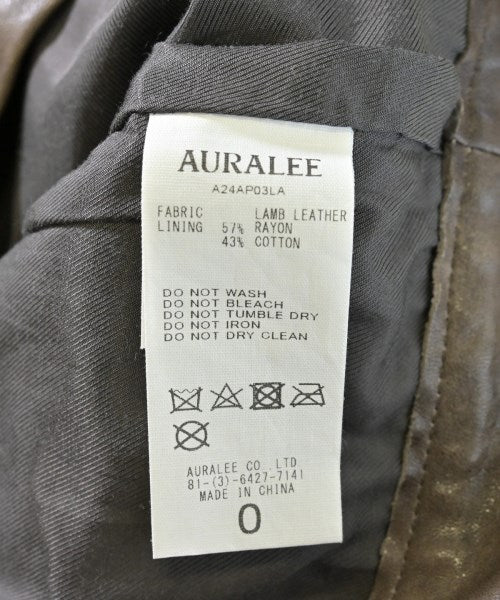 AURALEE
A24AP03LA
FABRIC LAMB LEATHER
LINING 57% RAYON
43% COTTON
DO NOT WASH
DO NOT BLEACH
DO NOT TUMBLE DRY
DO NOT IRON
DO NOT DRY CLEAN
AURALEE CO.,LTD
81-(3)-6427-7141
MADE IN CHINA
0